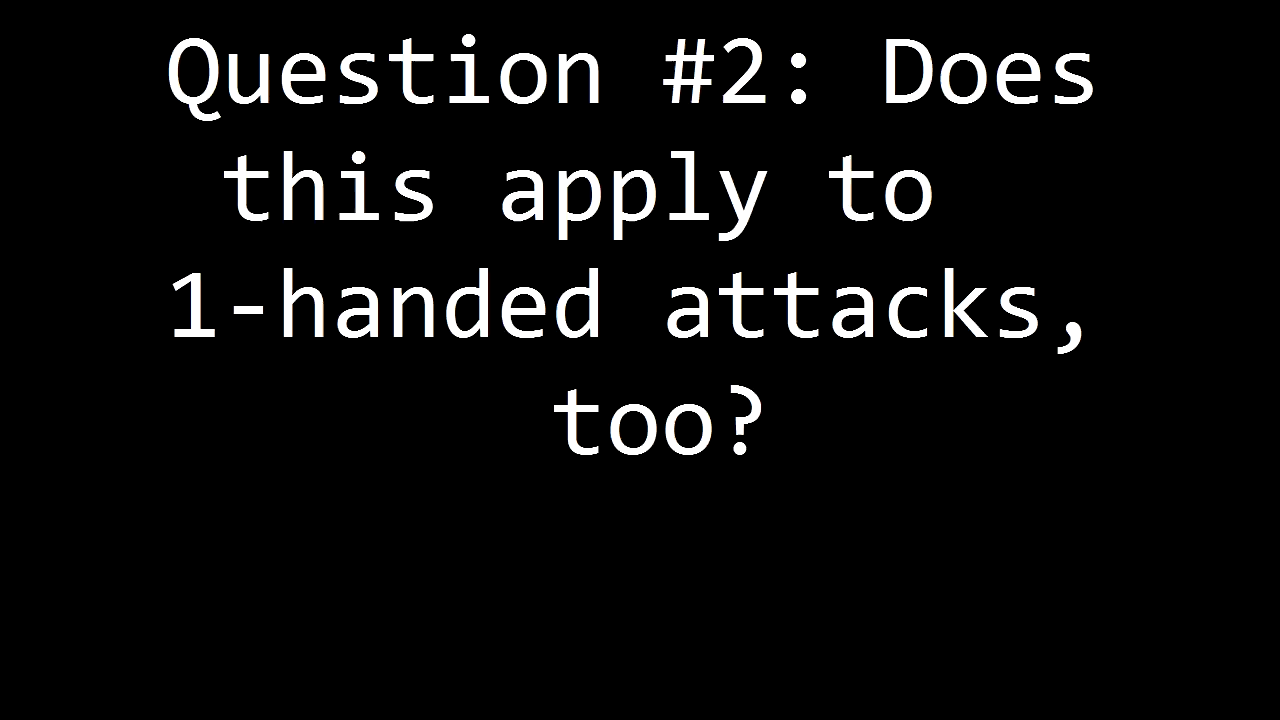 Question #2: Does
this apply to
1-handed attacks,
too?